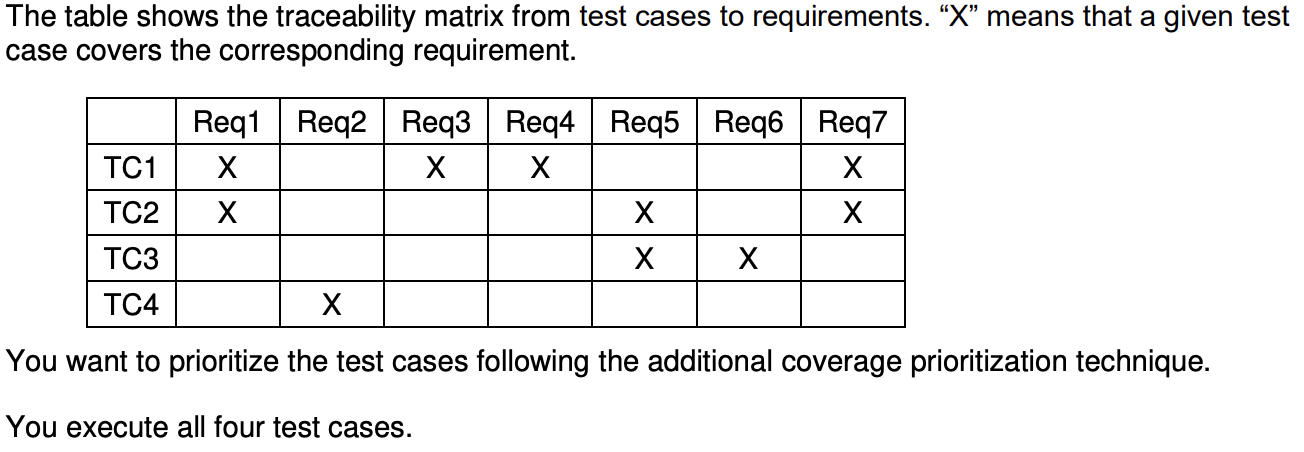 The table shows the traceability matrix from test cases to requirements. “X” means that a given test
case covers the corresponding requirement.
Req1 Req2 Req3 Req4 Req5 Req6 Req7
TC1 X X X X
TC2 X X X
TC3 X X
TC4 X
You want to prioritize the test cases following the additional coverage prioritization technique.
You execute all four test cases.